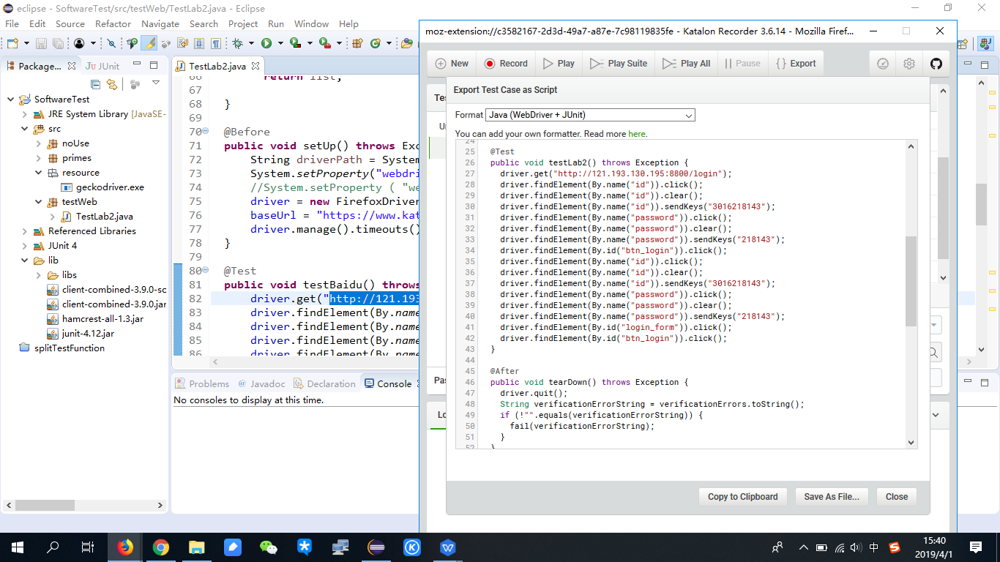 eclipse - SoftwareTest/src/testWeb/TestLab2.java - Eclipse
File Edit Source Refactor Navigate Search Project Run Window Help
Package...
JUnit
SoftwareTest
JRE System Library [JavaSE-
src
noUse
primes
resource
geckodriver.exe
testWeb
TestLab2.java
Referenced Libraries
JUnit 4
lib
libs
client-combined-3.9.0-sc
client-combined-3.9.0.jar
hamcrest-all-1.3.jar
junit-4.12.jar
splitTestFunction
TestLab2.java
66 return list;
67
68 }
69
70 @Before
71 public void setUp() throws Exc
72 String driverPath = System
73 System.setProperty("webdri
74 //System.setProperty ( "we
75 driver = new FirefoxDriver
76 baseUrl = "https://www.kat
77 driver.manage().timeouts()
78 }
79
80 @Test
81 public void testBaidu() throws
82 driver.get("http://121.193
83 driver.findElement(By.name
84 driver.findElement(By.name
85 driver.findElement(By.name
86 driver.findElement(By.name
Problems @ Javadoc Declaration Console
No consoles to display at this time.
moz-extension://c3582167-2d3d-49a7-a87e-7c98119835fe - Katalon Recorder 3.6.14 - Mozilla Firef...
New Record Play Play Suite Play All Pause Export
Te
Export Test Case as Script
Format Java (WebDriver + JUnit)
You can add your own formatter. Read more here.
24
25 @Test
26 public void testLab2() throws Exception {
27 driver.get("http://121.193.130.195:8800/login");
28 driver.findElement(By.name("id")).click();
29 driver.findElement(By.name("id")).clear();
30 driver.findElement(By.name("id")).sendKeys("3016218143");
31 driver.findElement(By.name("password")).click();
32 driver.findElement(By.name("password")).clear();
33 driver.findElement(By.name("password")).sendKeys("218143");
34 driver.findElement(By.id("btn_login")).click();
35 driver.findElement(By.name("id")).click();
36 driver.findElement(By.name("id")).clear();
37 driver.findElement(By.name("id")).sendKeys("3016218143");
38 driver.findElement(By.name("password")).click();
39 driver.findElement(By.name("password")).clear();
40 driver.findElement(By.name("password")).sendKeys("218143");
41 driver.findElement(By.id("login_form")).click();
42 driver.findElement(By.id("btn_login")).click();
43 }
44
45 @After
46 public void tearDown() throws Exception {
47 driver.quit();
48 String verificationErrorString = verificationErrors.toString();
49 if (!"".equals(verificationErrorString)) {
50 fail(verificationErrorString);
51 }
52 }
Pas
Lo
Copy to Clipboard Save As File... Close
中
15:40
2019/4/1